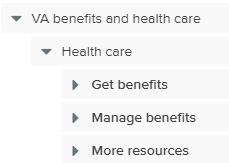 VA benefits and health care
Health care
Get benefits
Manage benefits
More resources